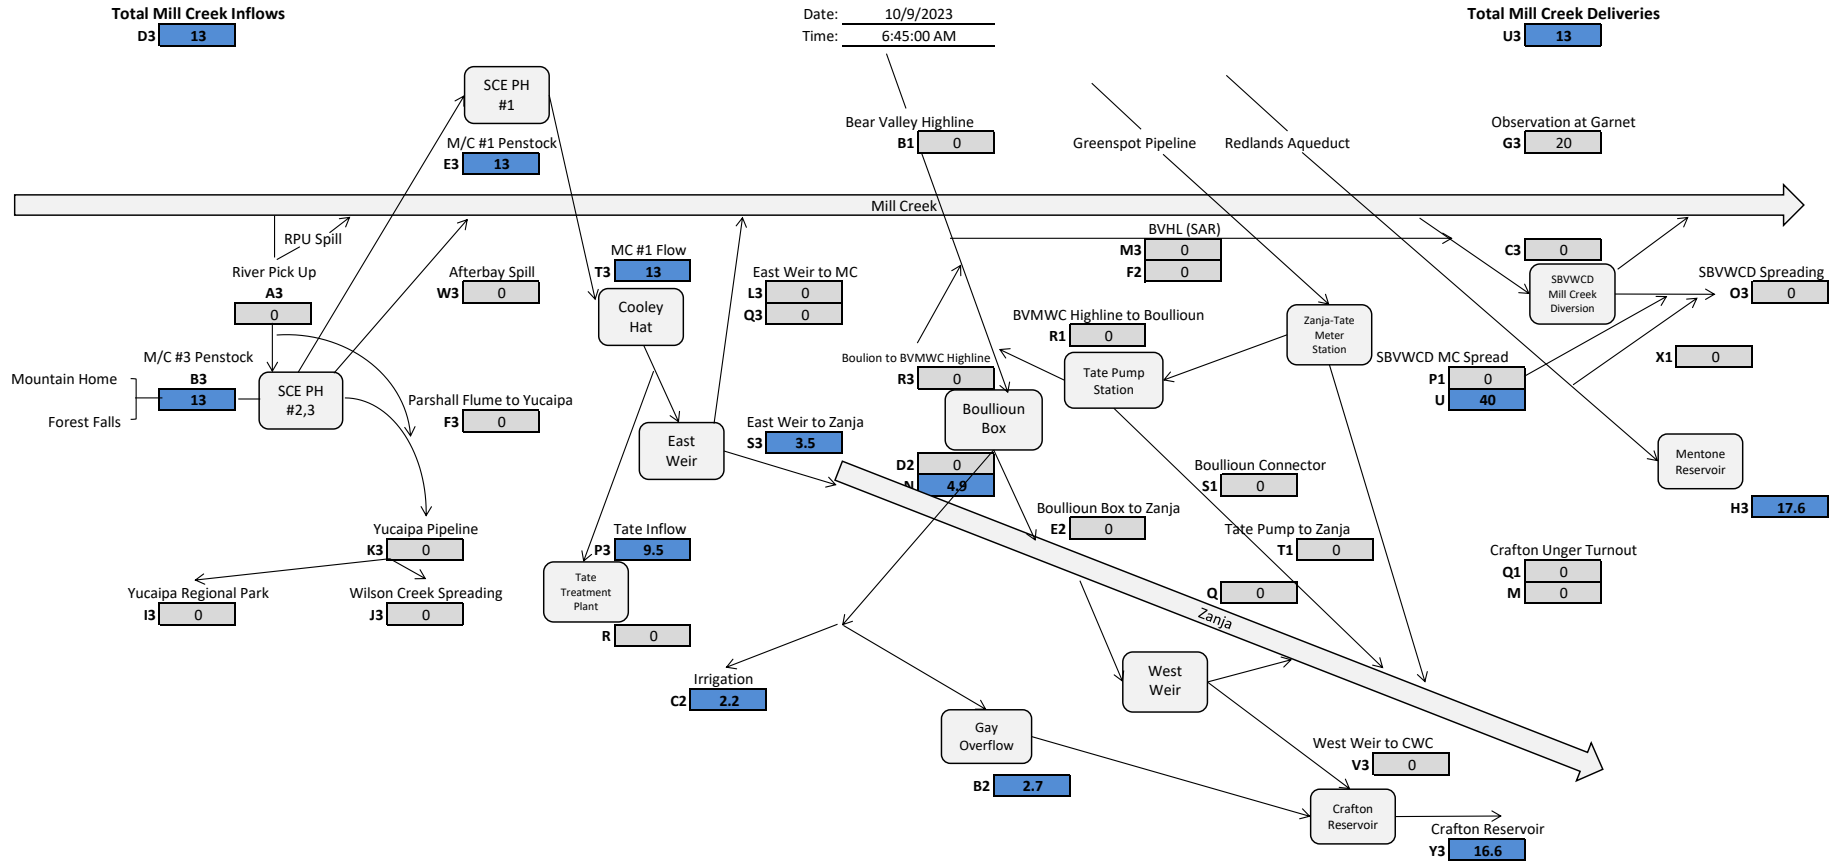 Total Mill Creek Inflows
D3 13
Date: 10/9/2023
Time: 6:45:00 AM
Total Mill Creek Deliveries
U3 13
SCE PH
#1
M/C #1 Penstock
E3 13
Bear Valley Highline
B1 0
Greenspot Pipeline
Redlands Aqueduct
Observation at Garnet
G3 20
Mill Creek
RPU Spill
River Pick Up
A3
0
Afterbay Spill
W3 0
MC #1 Flow
T3 13
Cooley
Hat
East Weir to MC
L3 0
Q3 0
BVHL (SAR)
M3 0
F2 0
C3 0
SBVWCD
Mill Creek
Diversion
SBVWCD Spreading
O3 0
BVMWC Highline to Boullioun
R1 0
Zanja-Tate
Meter
Station
Boulion to BVMWC Highline
R3 0
Tate Pump
Station
SBVWCD MC Spread
P1 0
U 40
X1 0
M/C #3 Penstock
B3
13
Mountain Home
Forest Falls
SCE PH
#2,3
Parshall Flume to Yucaipa
F3 0
East
Weir
East Weir to Zanja
S3 3.5
Boullioun
Box
D2 0
N 4.9
Boullioun Connector
S1 0
Mentone
Reservoir
H3 17.6
Boullioun Box to Zanja
E2 0
Tate Pump to Zanja
T1 0
Yucaipa Pipeline
K3 0
Tate Inflow
P3 9.5
Tate
Treatment
Plant
R 0
Crafton Unger Turnout
Q1 0
M 0
Yucaipa Regional Park
I3 0
Wilson Creek Spreading
J3 0
Q 0
Zanja
Irrigation
C2 2.2
West
Weir
Gay
Overflow
B2 2.7
West Weir to CWC
V3 0
Crafton
Reservoir
Crafton Reservoir
Y3 16.6